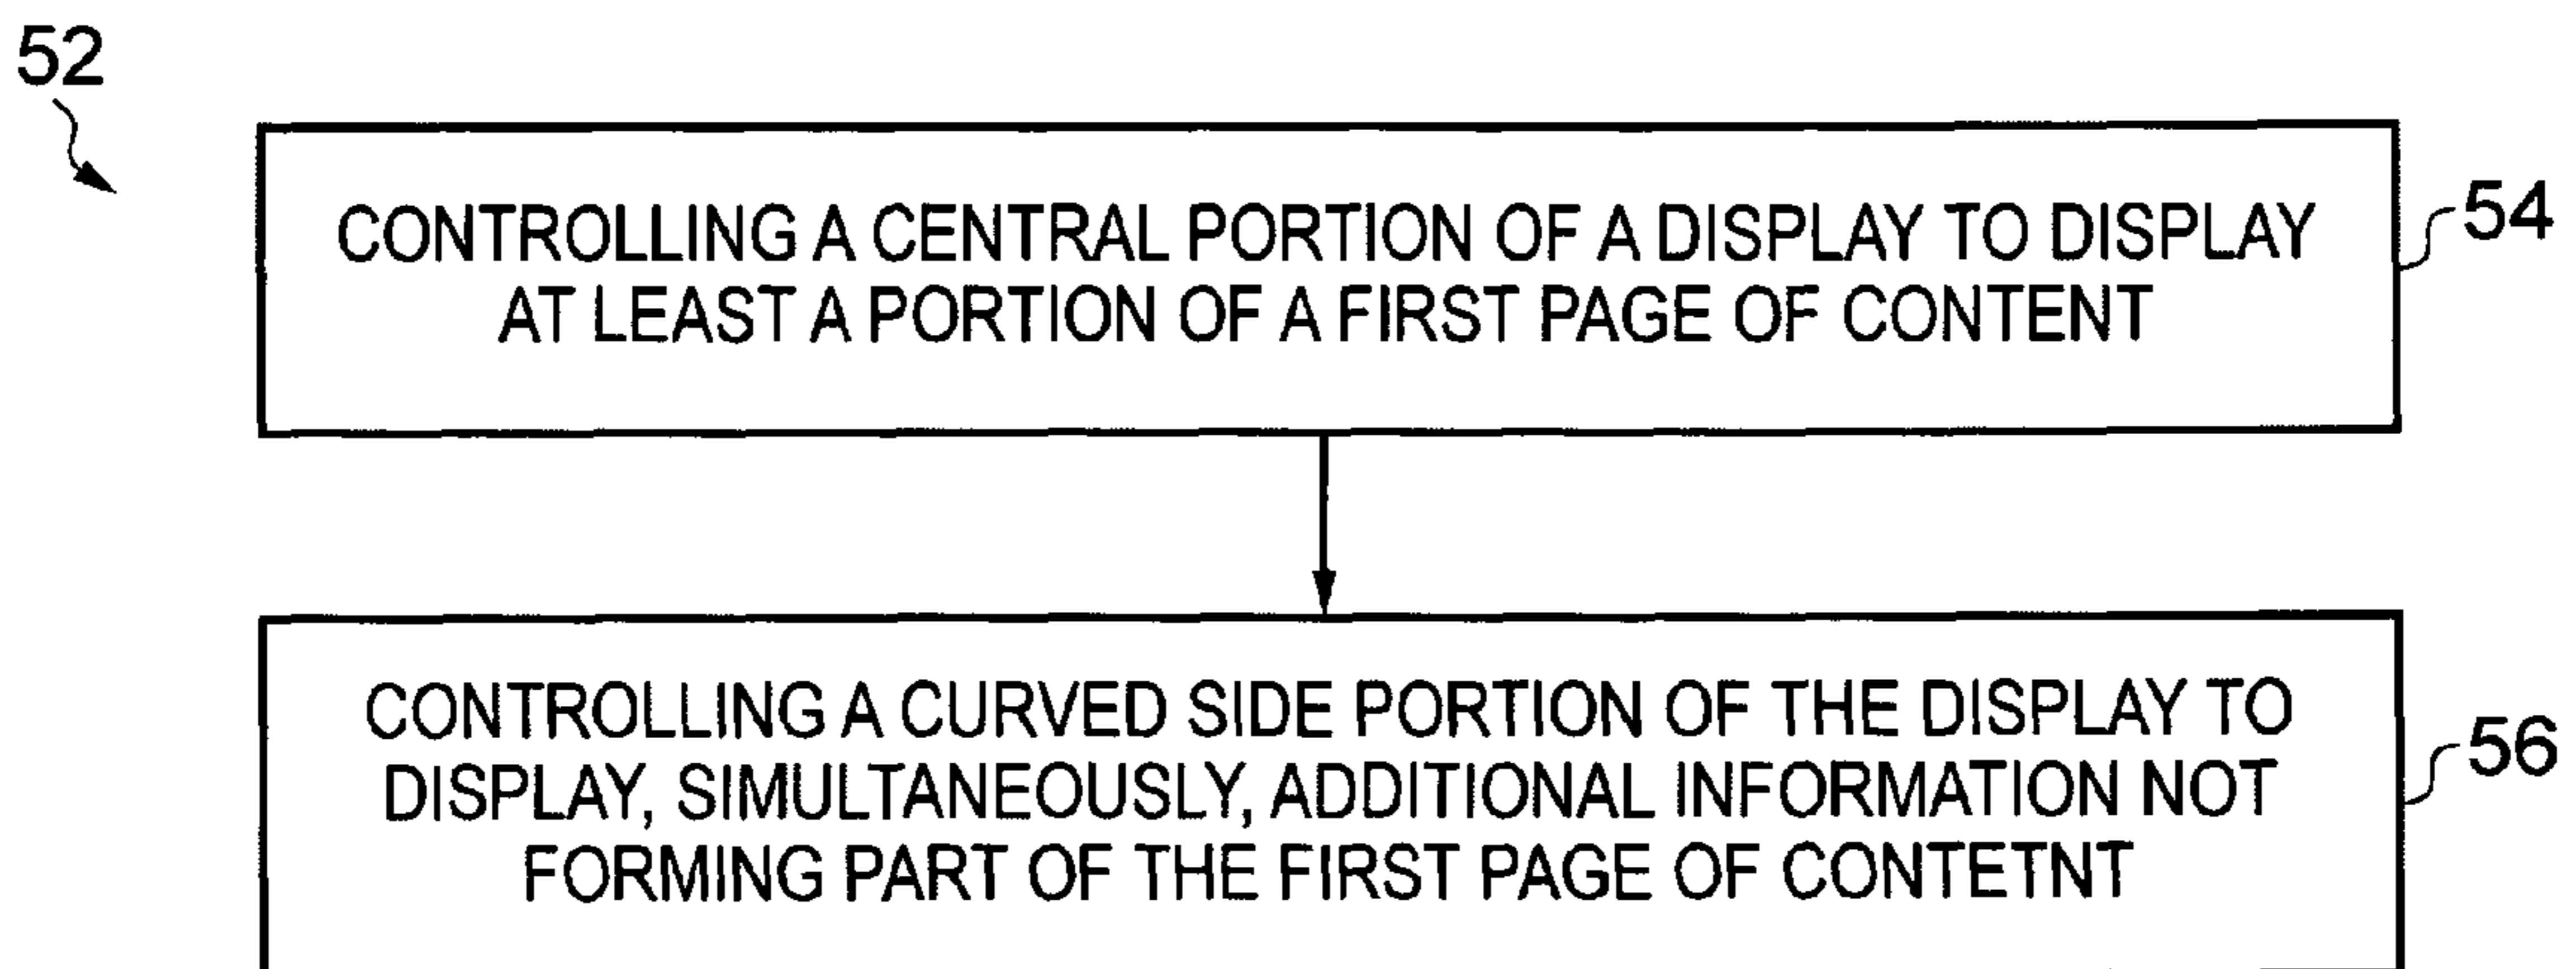 52
CONTROLLING A CENTRAL PORTION OF A DISPLAY TO DISPLAY
AT LEAST A PORTION OF A FIRST PAGE OF CONTENT
54
CONTROLLING A CURVED SIDE PORTION OF THE DISPLAY TO
DISPLAY, SIMULTANEOUSLY, ADDITIONAL INFORMATION NOT
FORMING PART OF THE FIRST PAGE OF CONTETNT
56